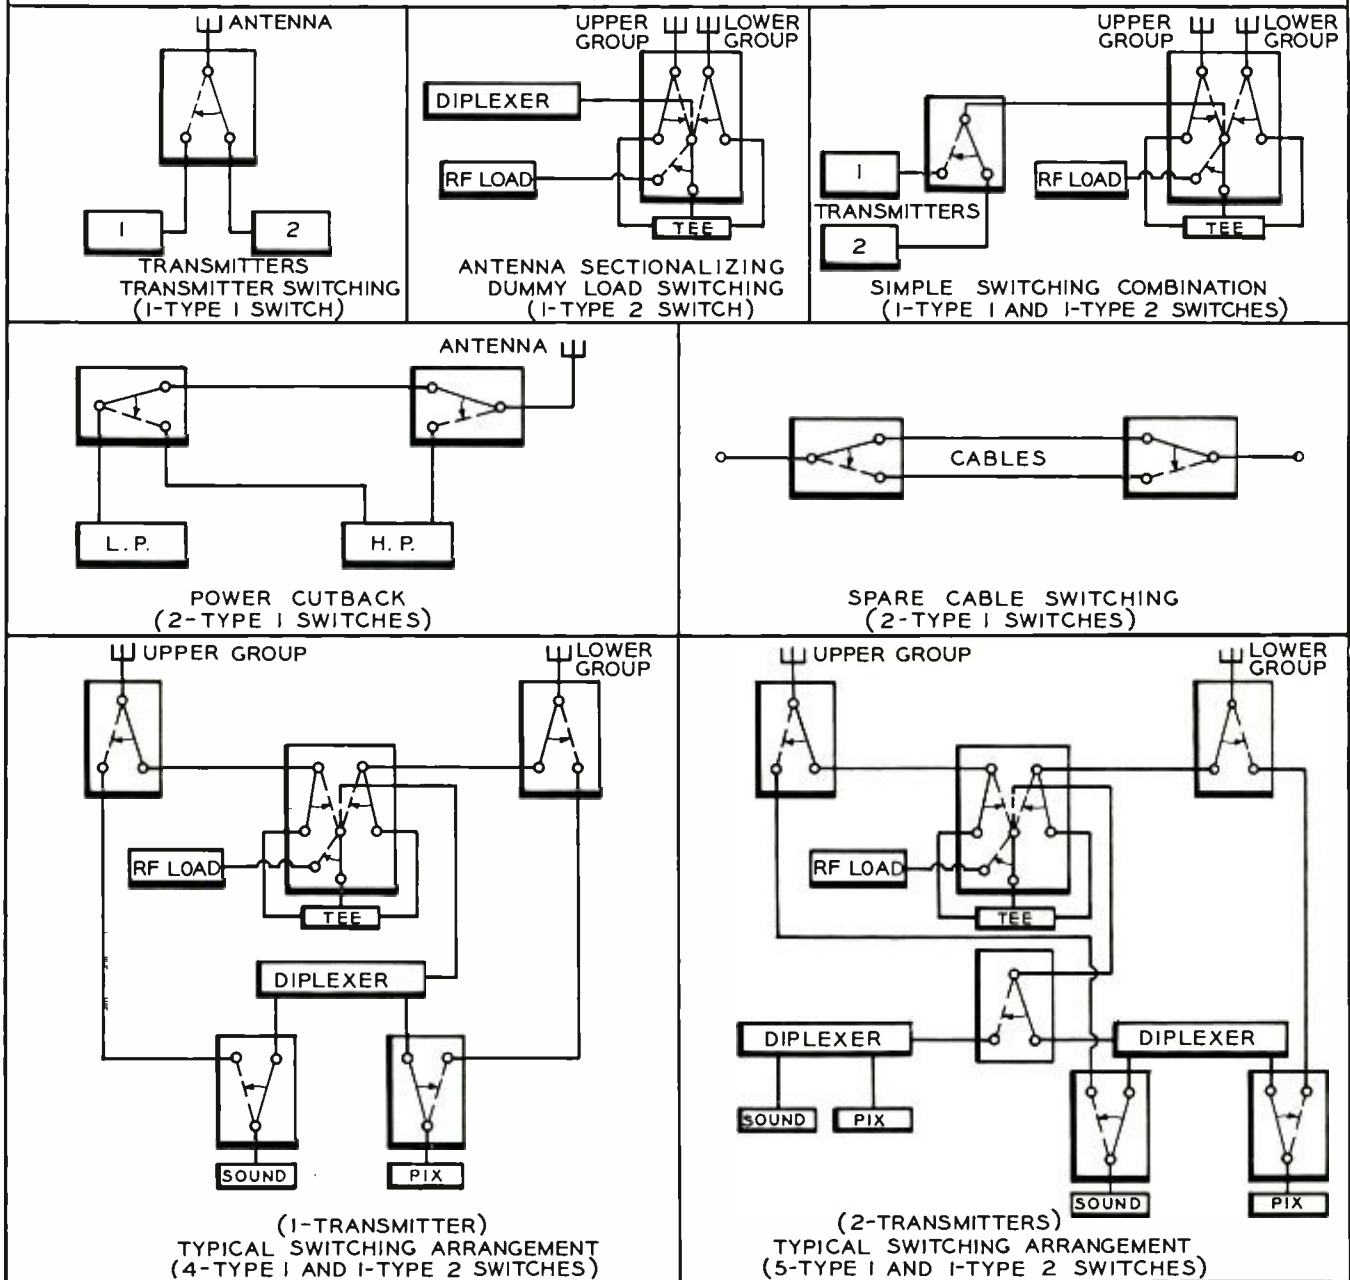 ANTENNA
1
2
TRANSMITTERS
TRANSMITTER SWITCHING
(1-TYPE 1 SWITCH)
UPPER
GROUP
LOWER
GROUP
DIPLEXER
RF LOAD
TEE
ANTENNA SECTIONALIZING
DUMMY LOAD SWITCHING
(1-TYPE 2 SWITCH)
UPPER
GROUP
LOWER
GROUP
1
TRANSMITTERS
2
RF LOAD
TEE
SIMPLE SWITCHING COMBINATION
(1-TYPE 1 AND 1-TYPE 2 SWITCHES)
ANTENNA
L.P.
H.P.
POWER CUTBACK
(2-TYPE 1 SWITCHES)
CABLES
SPARE CABLE SWITCHING
(2-TYPE 1 SWITCHES)
UPPER GROUP
LOWER
GROUP
RF LOAD
TEE
DIPLEXER
SOUND
PIX
(1-TRANSMITTER)
TYPICAL SWITCHING ARRANGEMENT
(4-TYPE 1 AND 1-TYPE 2 SWITCHES)
UPPER GROUP
LOWER
GROUP
RF LOAD
TEE
DIPLEXER
DIPLEXER
SOUND
PIX
SOUND
PIX
(2-TRANSMITTERS)
TYPICAL SWITCHING ARRANGEMENT
(5-TYPE 1 AND 1-TYPE 2 SWITCHES)